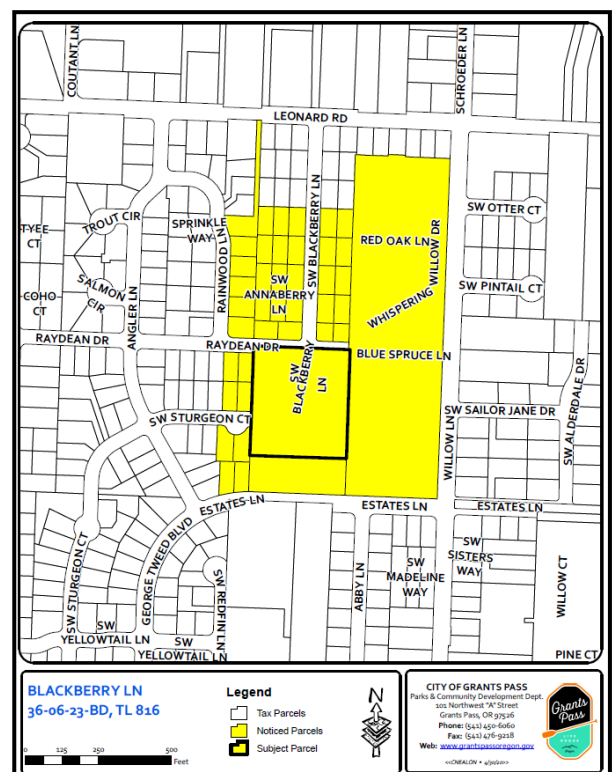 COUTANT LN
SCHROEDER LN
LEONARD RD
TROUT CIR
TYEE
CT
SPRINKLE
WAY
RAINWOOD LN
SW BLACKBERRY LN
RED OAK LN
WILLOW DR
SW OTTER CT
SALMON
CIR
COHO
CT
ANGLER LN
SW
ANNABERRY
LN
WHISPERING
SW PINTAIL CT
RAYDEAN DR
RAYDEAN DR
BLUE SPRUCE LN
SW
BLACKBERRY
LN
SW STURGEON CT
SW SAILOR JANE DR
SW ALDERDALE DR
WILLOW LN
ESTATES LN
ESTATES LN
ESTATES LN
SW STURGEON CT
GEORGE TWEED BLVD
SW REDFIN LN
ABBY LN
SW
MADELINE
WAY
SW
SISTERS
WAY
WILLOW CT
SW
YELLOWTAIL LN
SW
YELLOWTAIL LN
PINE CT
BLACKBERRY LN
36-06-23-BD, TL 816
0 125 250 500
Feet
Legend
Tax Parcels
Noticed Parcels
Subject Parcel
N
CITY OF GRANTS PASS
Parks & Community Development Dept.
101 Northwest "A" Street
Grants Pass, OR 97526
Phone: (541) 450-6060
Fax: (541) 476-9218
Web: www.grantspassoregon.gov
Grants
Pass